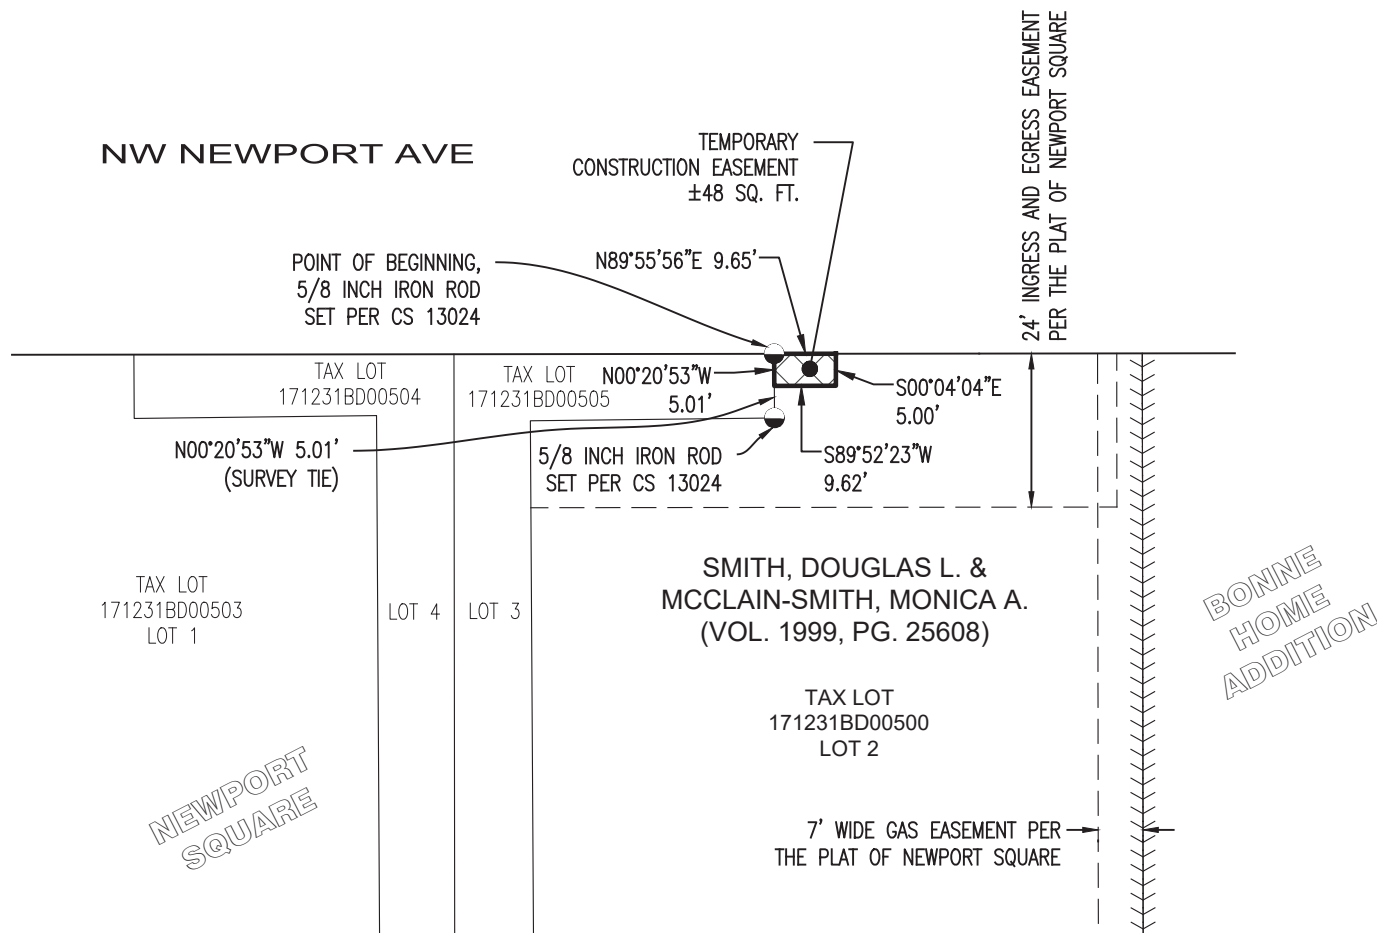 24' INGRESS AND EGRESS EASEMENT
PER THE PLAT OF NEWPORT SQUARE
NW NEWPORT AVE
TEMPORARY
CONSTRUCTION EASEMENT
±48 SQ. FT.
POINT OF BEGINNING,
5/8 INCH IRON ROD
SET PER CS 13024
N89°55'56"E 9.65'
TAX LOT
171231BD00504
TAX LOT
171231BD00505
N00°20'53"W
5.01'
S00°04'04"E
5.00'
N00°20'53"W 5.01'
(SURVEY TIE)
5/8 INCH IRON ROD
SET PER CS 13024
S89°52'23"W
9.62'
TAX LOT
171231BD00503
LOT 1
LOT 4
LOT 3
SMITH, DOUGLAS L. &
MCCLAIN-SMITH, MONICA A.
(VOL. 1999, PG. 25608)
BONNE
HOME
ADDITION
TAX LOT
171231BD00500
LOT 2
NEWPORT
SQUARE
7' WIDE GAS EASEMENT PER
THE PLAT OF NEWPORT SQUARE